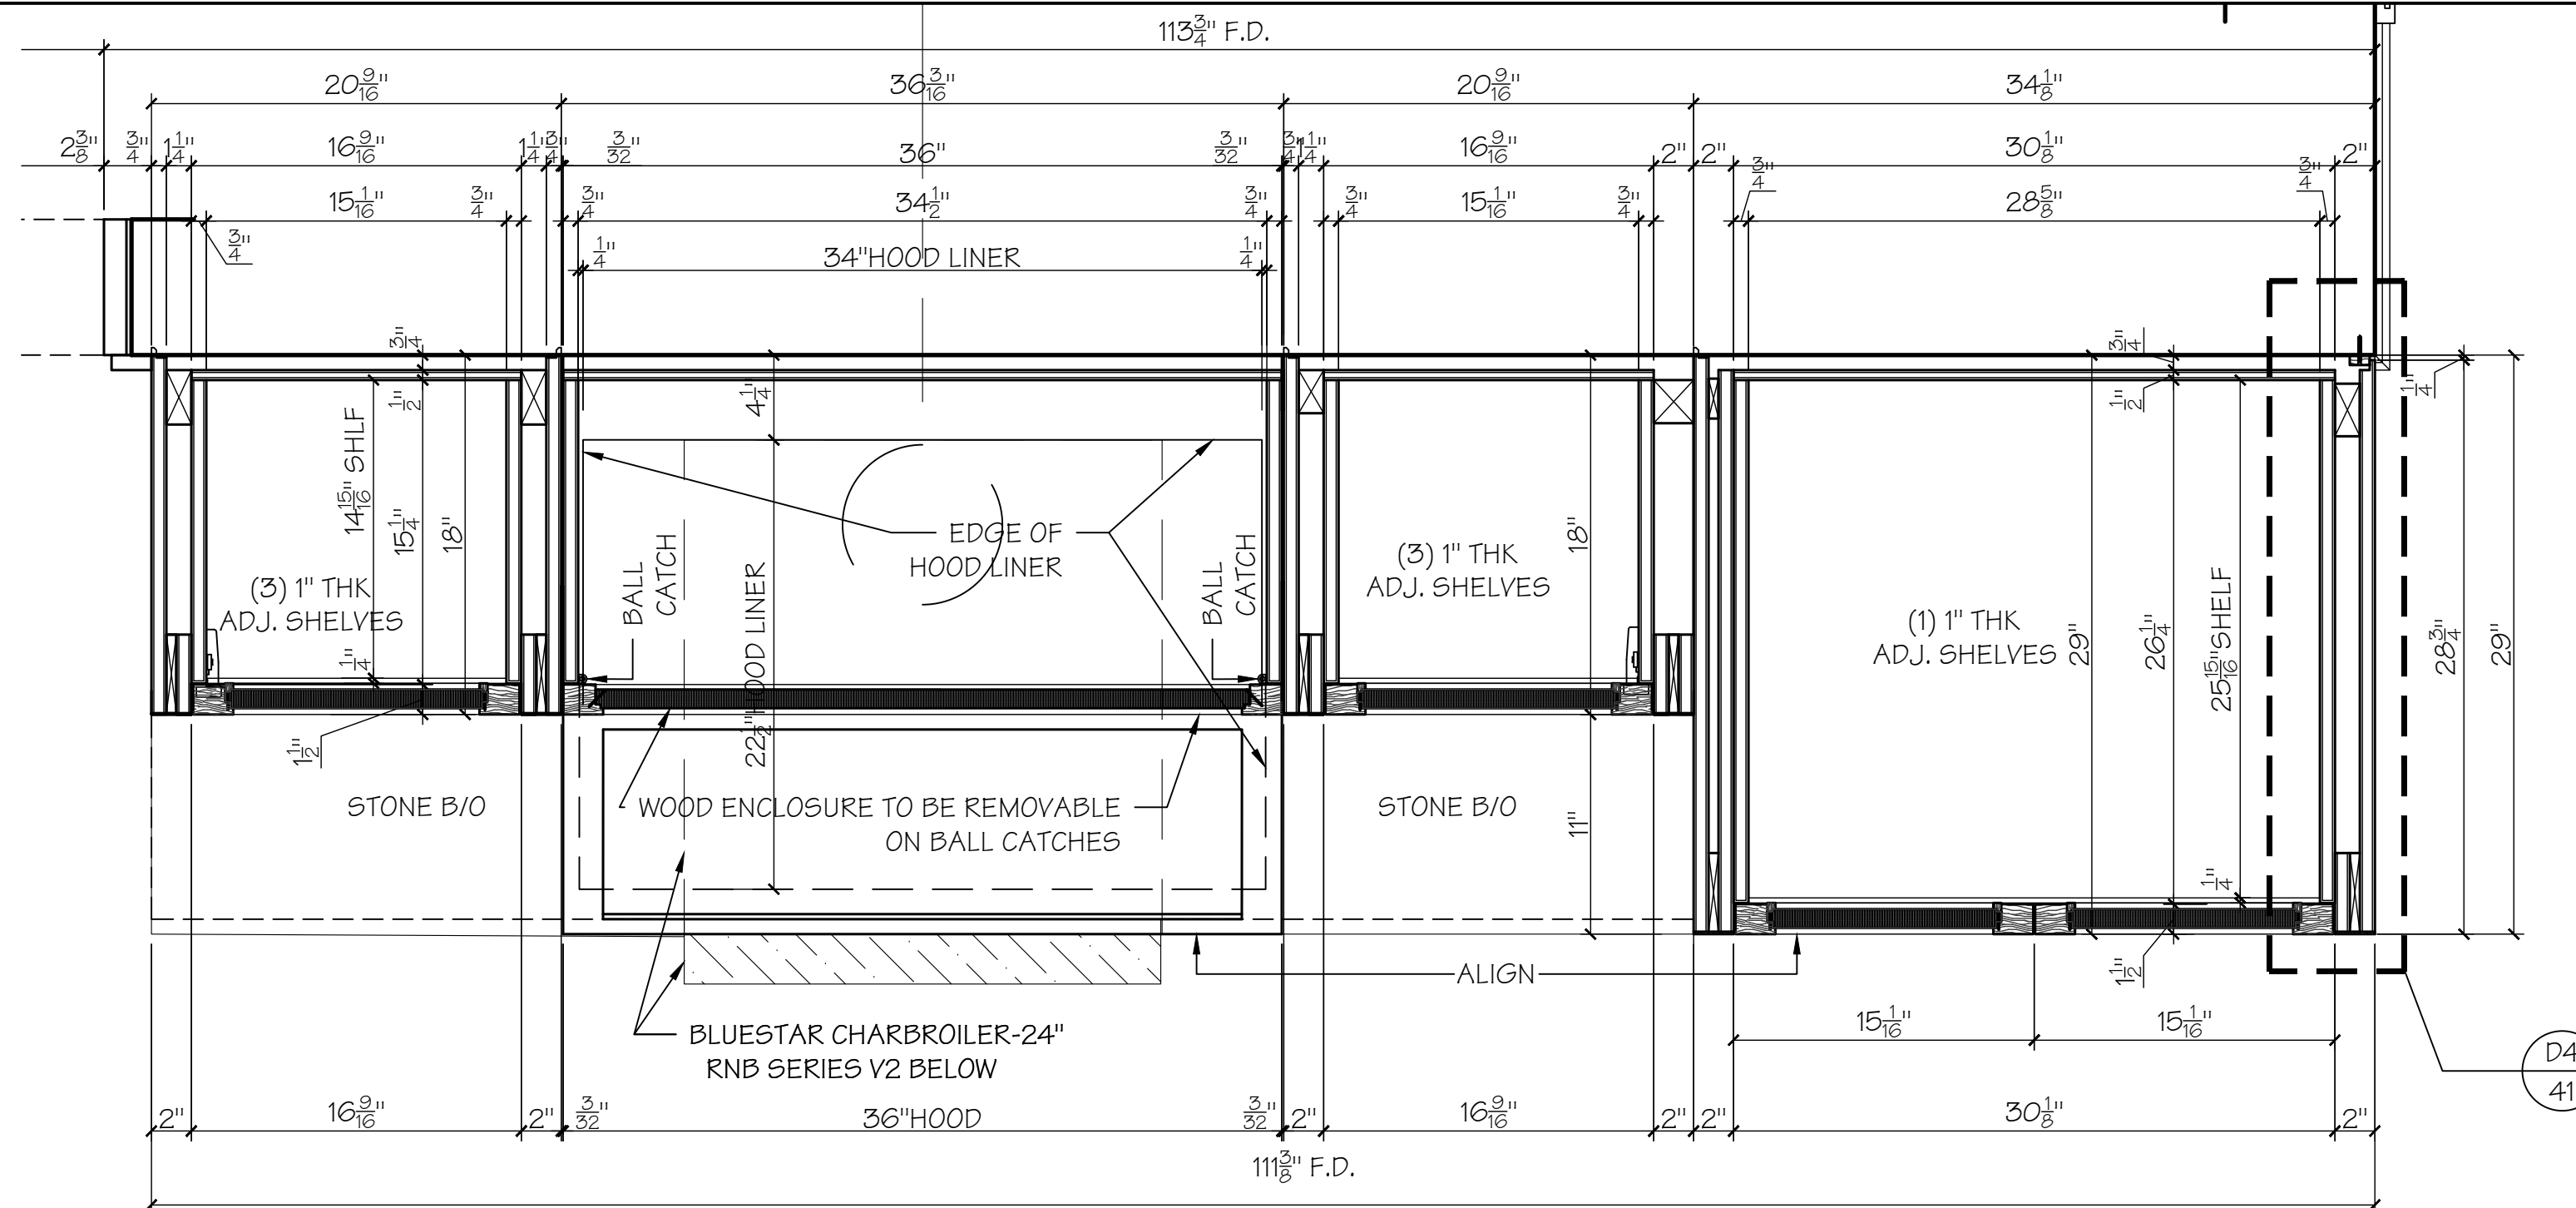 113 3/4" F.D.
20 9/16" 36 3/16" 20 9/16" 34 1/8"
2 3/8" 3/4" 1 1/4" 16 9/16" 1 1/4" 3/4" 3/32" 36" 3/32" 3/4" 1 1/4" 16 9/16" 2" 2" 30 1/8" 2"
15 1/16" 3/4" 3/4" 34 1/2" 3/4" 3/4" 15 1/16" 3/4" 3/4" 28 5/8" 3/4"
3/4" 1/4" 34"HOOD LINER 1/4"
3/4"
1/2"
14 15/16" SHLF
15 1/4"
18"
1/4"
1 1/2"
(3) 1" THK
ADJ. SHELVES
STONE B/O
4 1/4"
22 1/2"HOOD LINER
BALL
CATCH
EDGE OF
HOOD LINER
BALL
CATCH
WOOD ENCLOSURE TO BE REMOVABLE
ON BALL CATCHES
(3) 1" THK
ADJ. SHELVES
18"
11"
STONE B/O
(1) 1" THK
ADJ. SHELVES
29"
3/4"
1/2"
26 1/4"
25 15/16"SHELF
1/4"
1 1/2"
1/4"
28 3/4"
29"
ALIGN
BLUESTAR CHARBROILER-24"
RNB SERIES V2 BELOW
15 1/16" 15 1/16"
D4
41
2" 16 9/16" 2" 3/32" 36"HOOD 3/32" 2" 16 9/16" 2" 2" 30 1/8" 2"
111 3/8" F.D.